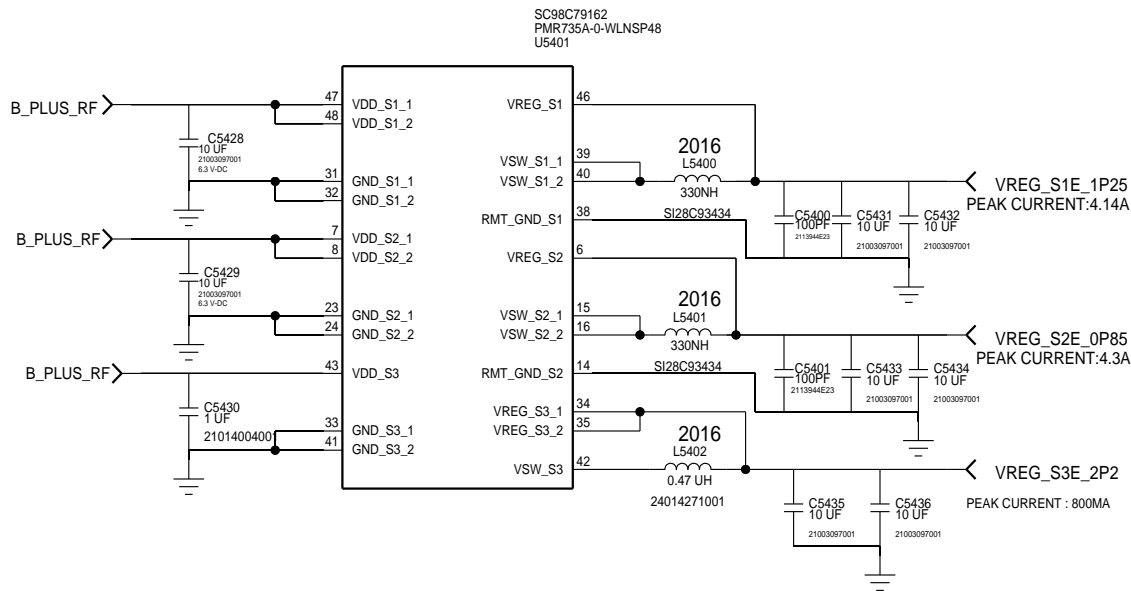 SC98C79162
PMR735A-0-WLNSP48
U5401
B_PLUS_RF
47
VDD_S1_1
48
VDD_S1_2
C5428
10 UF
21003097001
6.3 V-DC
31
GND_S1_1
32
GND_S1_2
B_PLUS_RF
7
VDD_S2_1
8
VDD_S2_2
C5429
10 UF
21003097001
6.3 V-DC
23
GND_S2_1
24
GND_S2_2
B_PLUS_RF
43
VDD_S3
C5430
1 UF
21014004001
33
GND_S3_1
41
GND_S3_2
VREG_S1
46
VSW_S1_1
39
VSW_S1_2
40
2016
L5400
330NH
SI28C93434
RMT_GND_S1
38
VREG_S1E_1P25
PEAK CURRENT:4.14A
C5400
100PF
2113944E23
C5431
10 UF
21003097001
C5432
10 UF
21003097001
VREG_S2
6
VSW_S2_1
15
VSW_S2_2
16
2016
L5401
330NH
SI28C93434
RMT_GND_S2
14
VREG_S2E_0P85
PEAK CURRENT:4.3A
C5401
100PF
2113944E23
C5433
10 UF
21003097001
C5434
10 UF
21003097001
VREG_S3_1
34
VREG_S3_2
35
VSW_S3
42
2016
L5402
0.47 UH
24014271001
VREG_S3E_2P2
PEAK CURRENT : 800MA
C5435
10 UF
21003097001
C5436
10 UF
21003097001